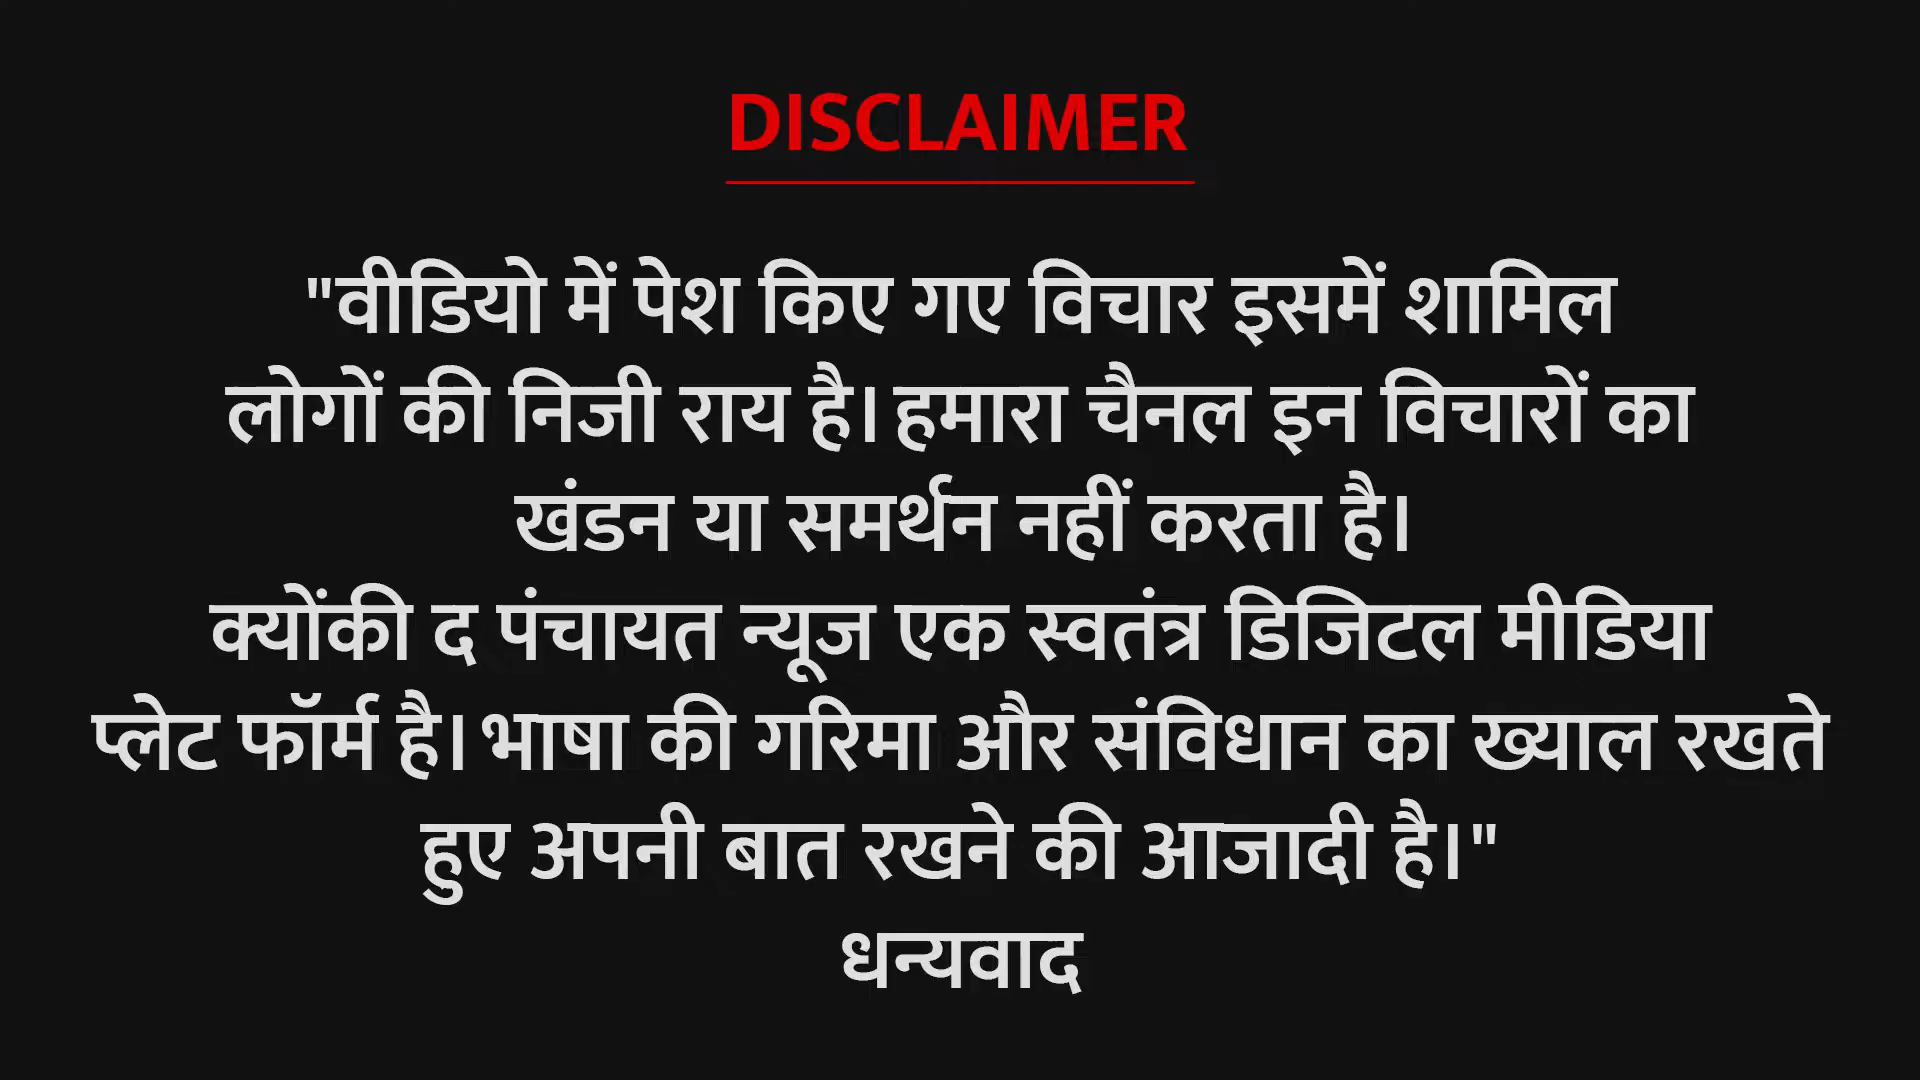 DISCLAIMER
"वीडियो में पेश किए गए विचार इसमें शामिल
लोगों की निजी राय है। हमारा चैनल इन विचारों का
खंडन या समर्थन नहीं करता है।
क्योंकी द पंचायत न्यूज एक स्वतंत्र डिजिटल मीडिया
प्लेट फॉर्म है। भाषा की गरिमा और संविधान का ख्याल रखते
हुए अपनी बात रखने की आजादी है।"
धन्यवाद